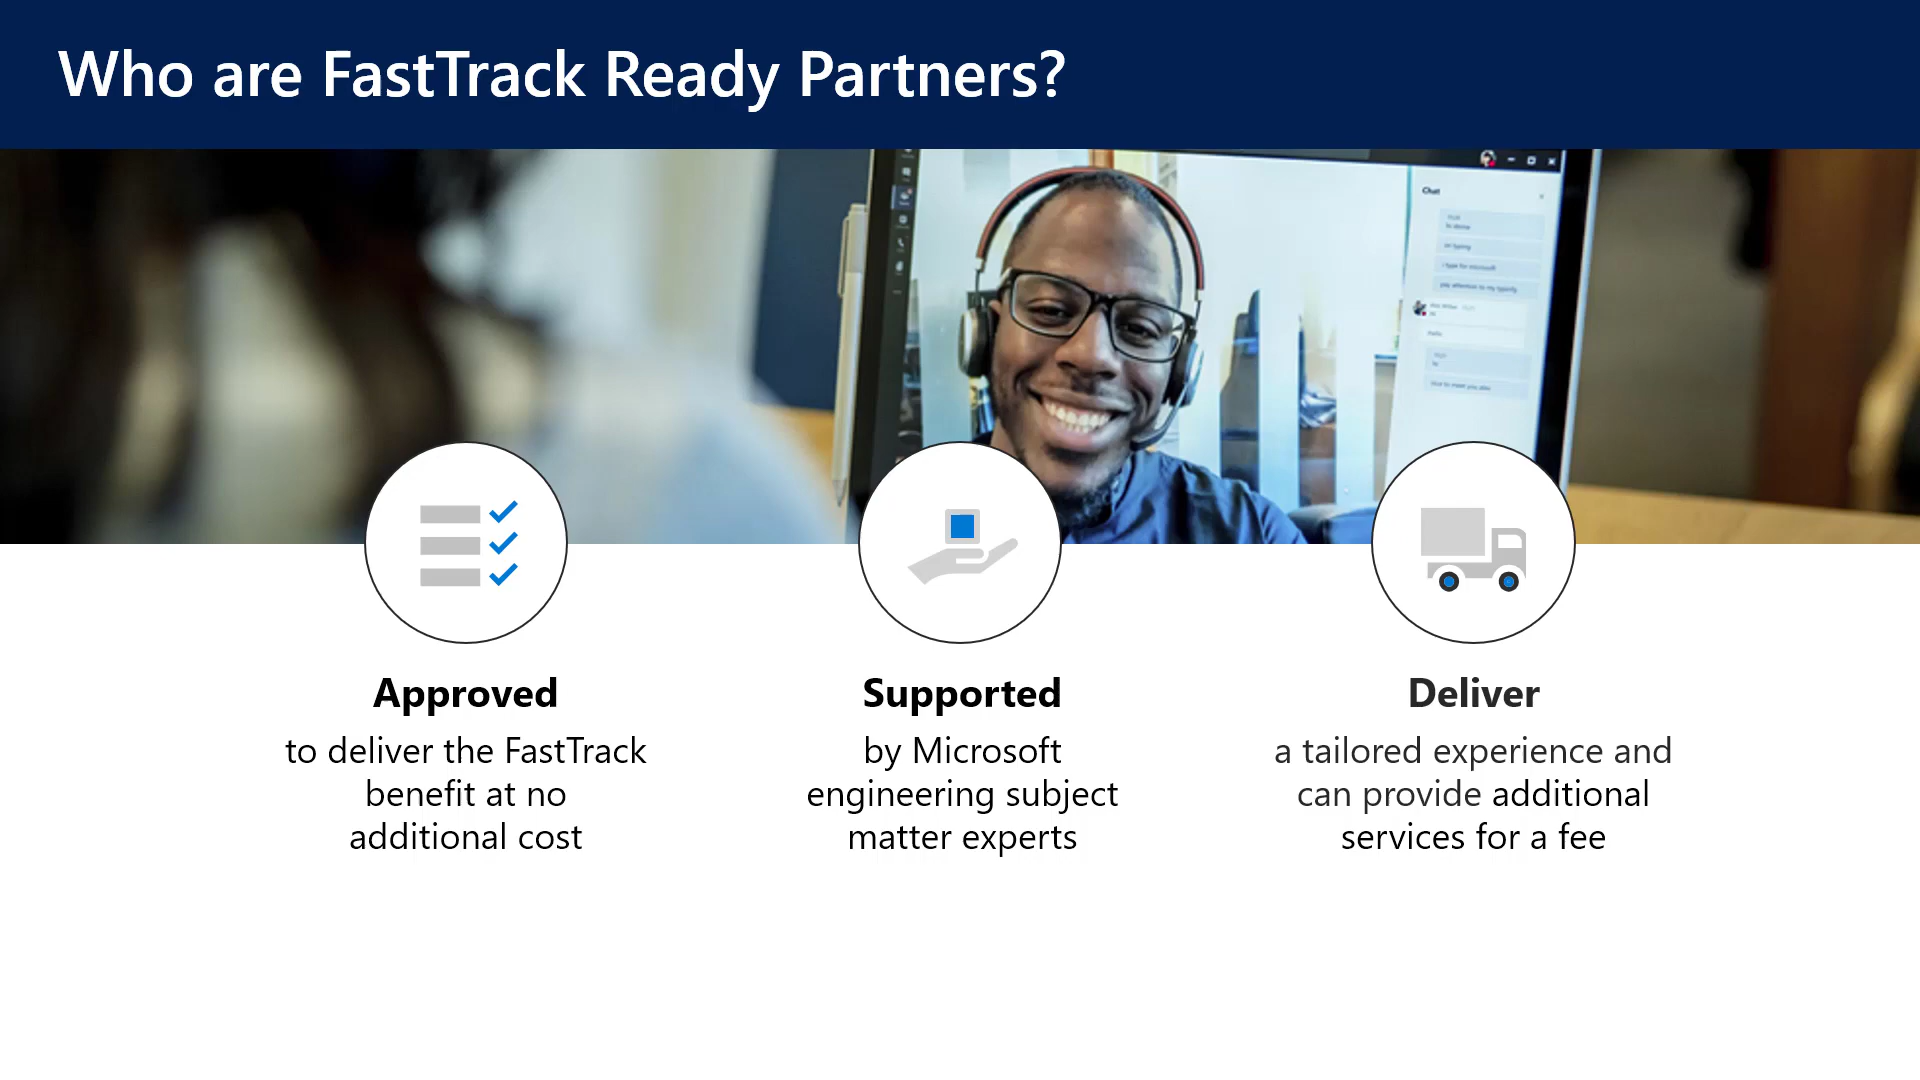 Who are FastTrack Ready Partners?
Chat
Approved
to deliver the FastTrack
benefit at no
additional cost
Supported
by Microsoft
engineering subject
matter experts
Deliver
a tailored experience and
can provide additional
services for a fee